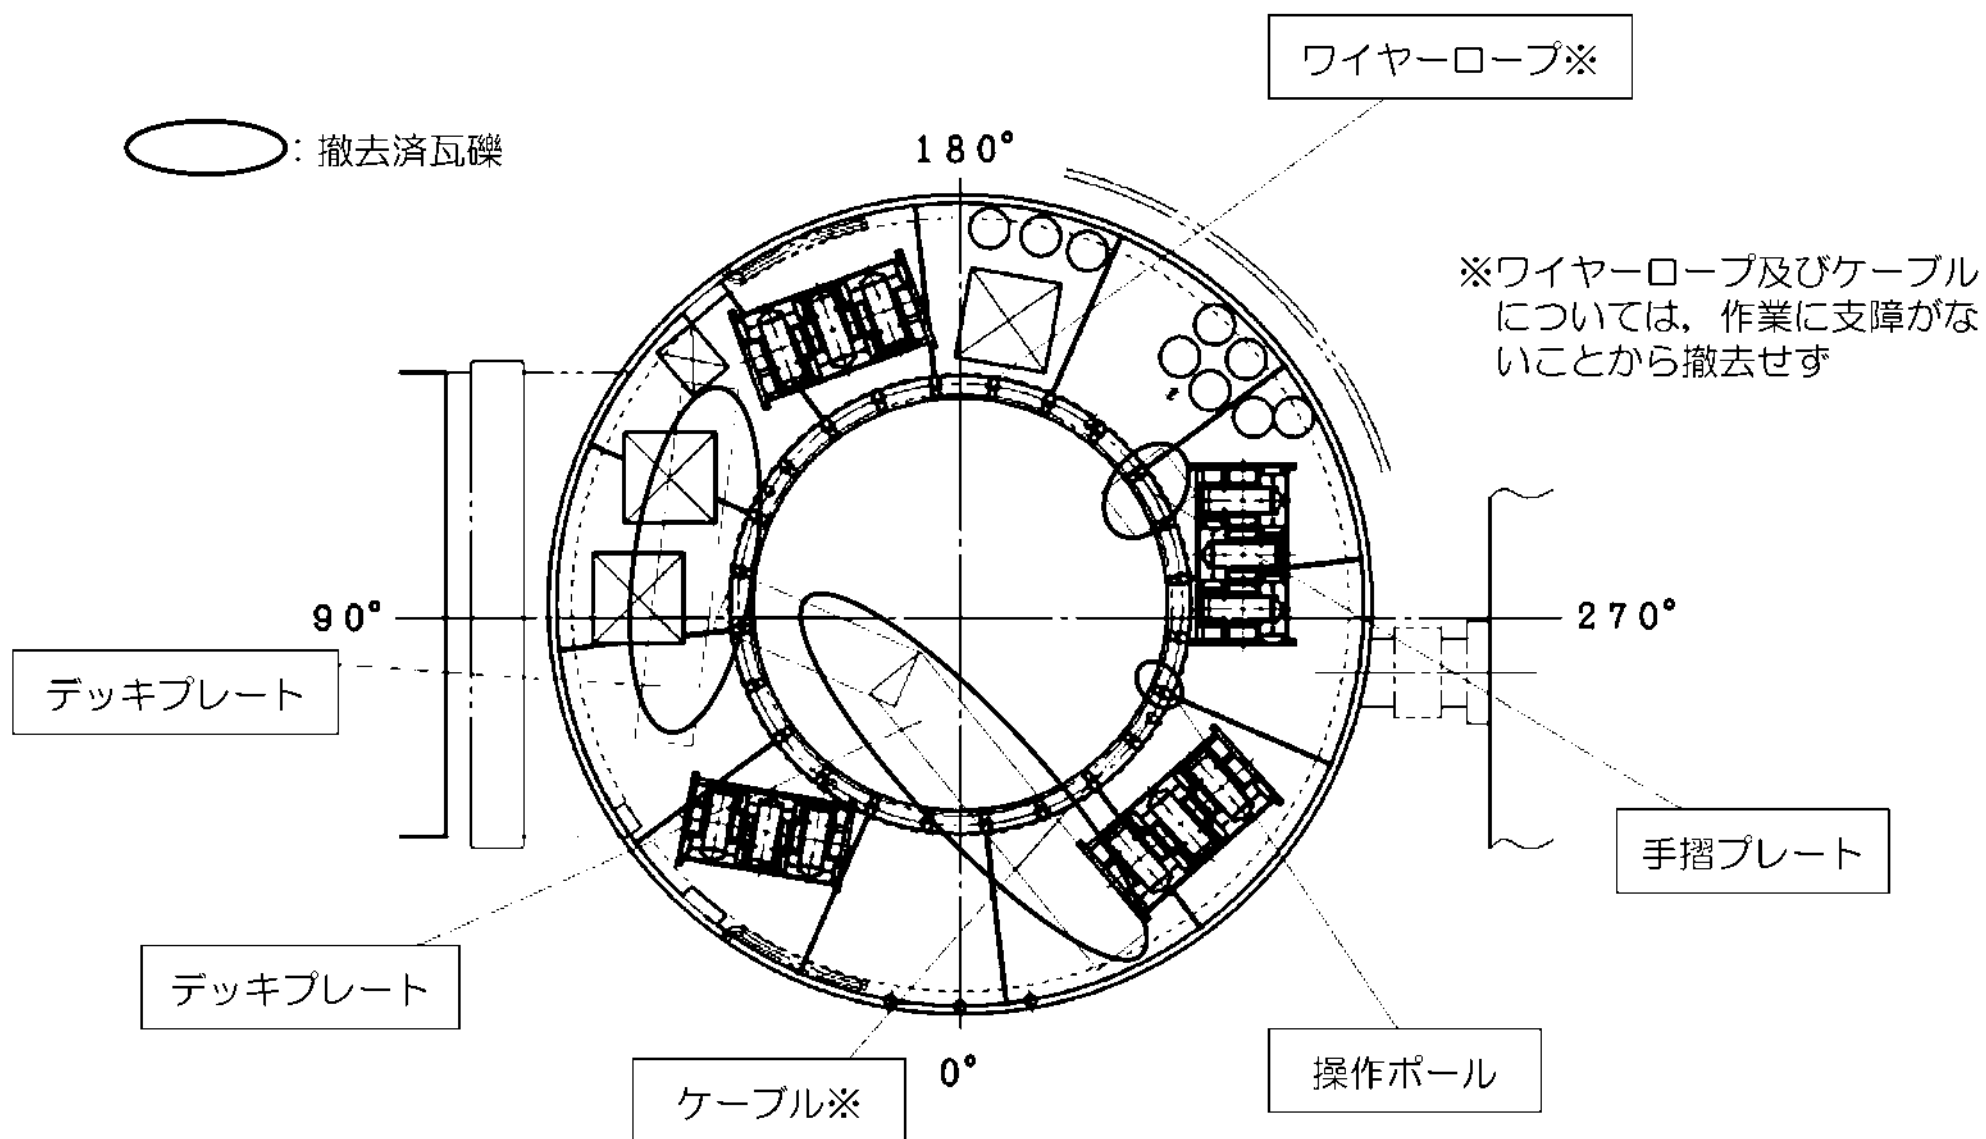 ワイヤーロープ※
：撤去済瓦礫
180°
※ワイヤーロープ及びケーブル
については，作業に支障がな
いことから撤去せず
90°
270°
デッキプレート
手摺プレート
デッキプレート
操作ポール
0°
ケーブル※